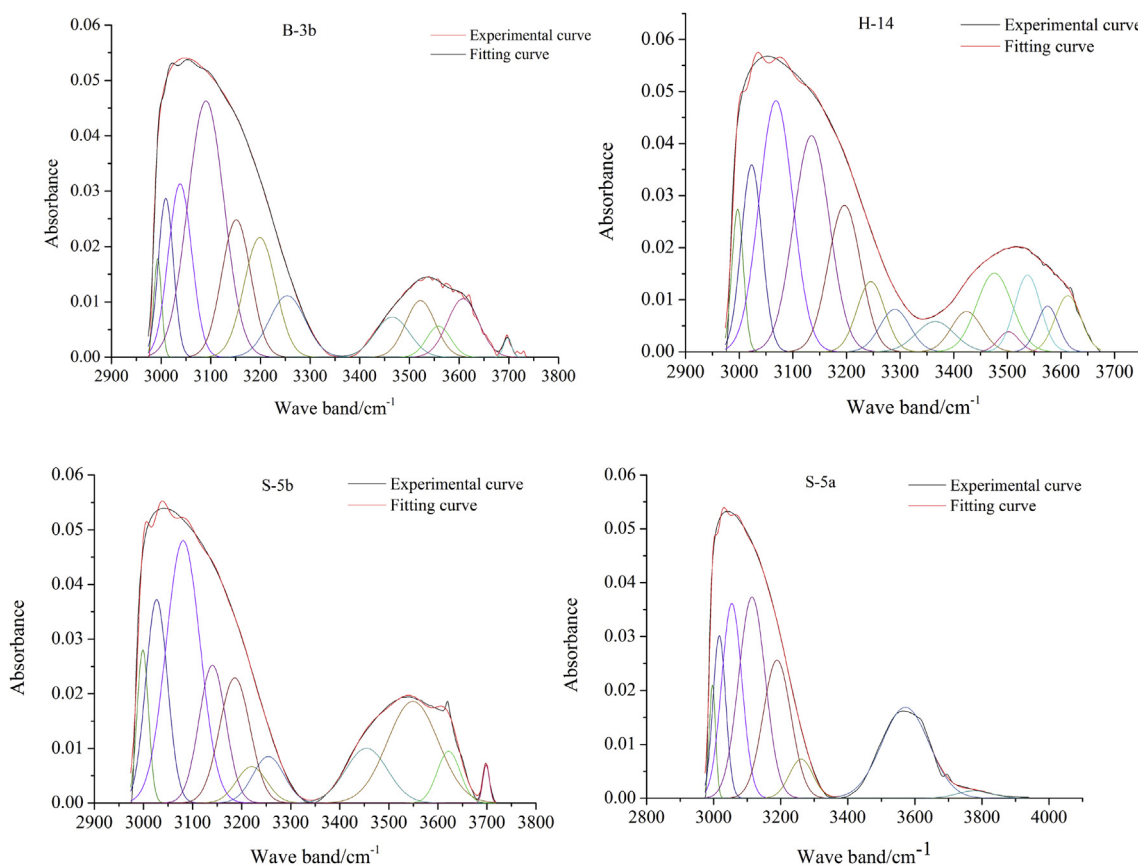 B-3b
Experimental curve
Fitting curve
0.06
0.05
0.04
0.03
0.02
0.01
0.00
Absorbance
2900 3000 3100 3200 3300 3400 3500 3600 3700 3800
Wave band/cm-1
H-14
Experimental curve
Fitting curve
0.06
0.05
0.04
0.03
0.02
0.01
0.00
Absorbance
2900 3000 3100 3200 3300 3400 3500 3600 3700
Wave band/cm-1
S-5b
Experimental curve
Fitting curve
0.06
0.05
0.04
0.03
0.02
0.01
0.00
Absorbance
2900 3000 3100 3200 3300 3400 3500 3600 3700 3800
Wave band/cm-1
S-5a
Experimental curve
Fitting curve
0.06
0.05
0.04
0.03
0.02
0.01
0.00
Absorbance
2800 3000 3200 3400 3600 3800 4000
Wave band/cm-1